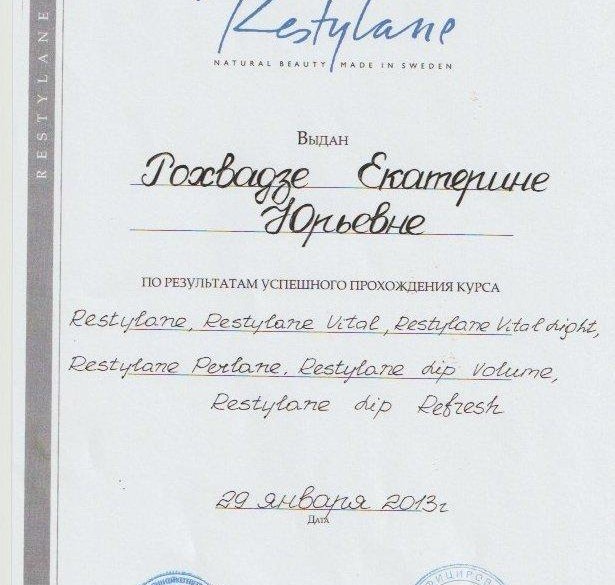 Restylane
NATURAL BEAUTY MADE IN SWEDEN
RESTYLANE
ВЫДАН
Рохвадзе Екатерине
Юрьевне
ПО РЕЗУЛЬТАТАМ УСПЕШНОГО ПРОХОЖДЕНИЯ КУРСА
Restylane, Restylane Vital, Restylane Vital Light,
Restylane Perlane, Restylane Lip Volume,
Restylane Lip Refresh
29 января 2013г
ДАТА